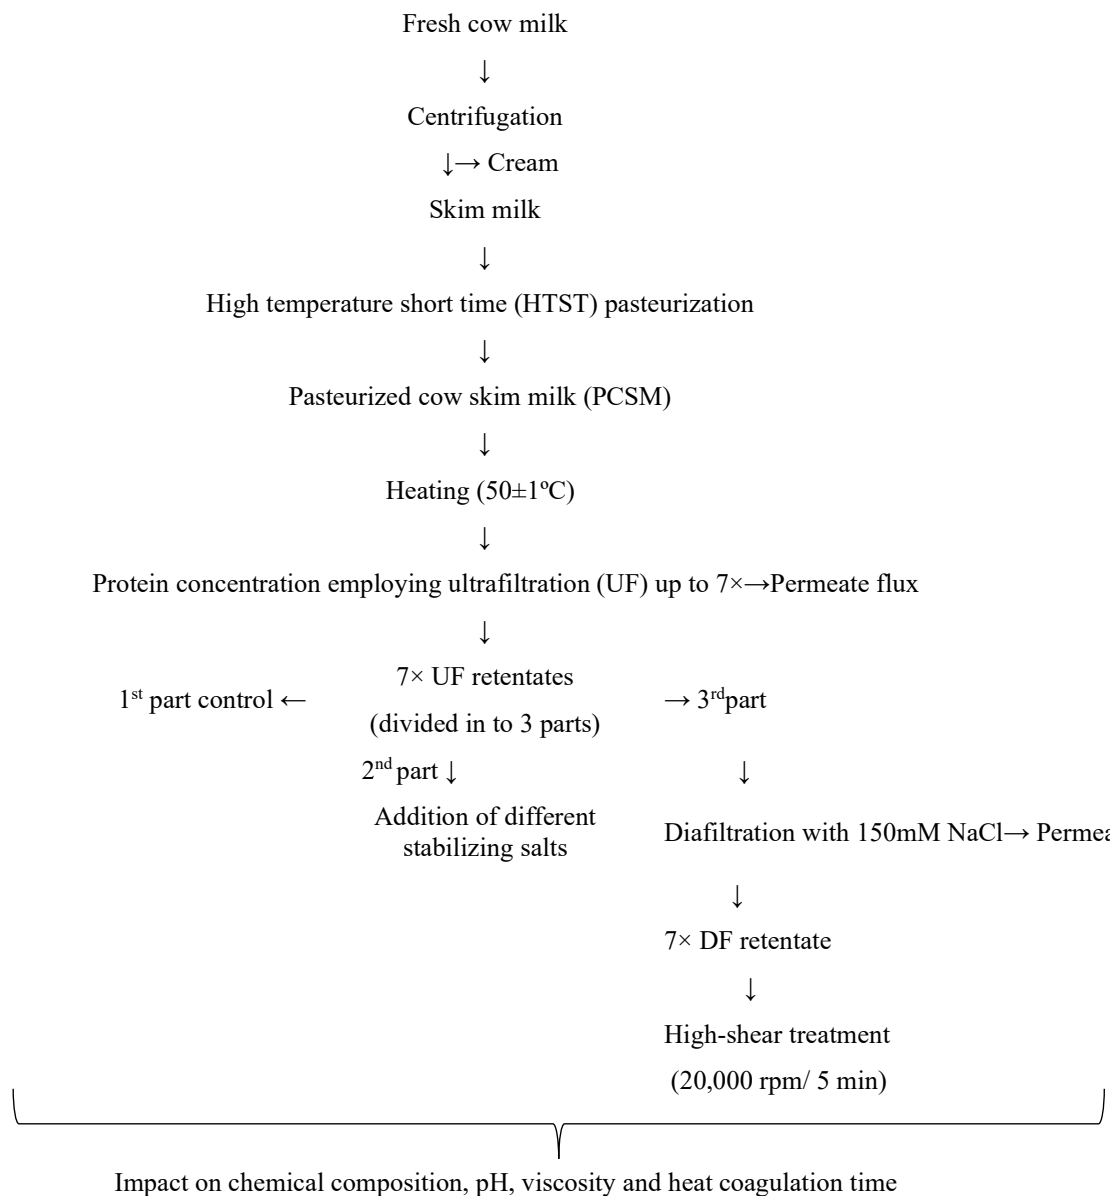 Fresh cow milk
↓
Centrifugation
↓→ Cream
Skim milk
↓
High temperature short time (HTST) pasteurization
↓
Pasteurized cow skim milk (PCSM)
↓
Heating (50±1ºC)
↓
Protein concentration employing ultrafiltration (UF) up to 7×→Permeate flux
↓
7× UF retentates
1st part control ←
(divided in to 3 parts)
→ 3rdpart
2nd part ↓
↓
Addition of different
stabilizing salts
Diafiltration with 150mM NaCl→
↓
7× DF retentate
↓
High-shear treatment
(20,000 rpm/ 5 min)
Impact on chemical composition, pH, viscosity and heat coagulation time